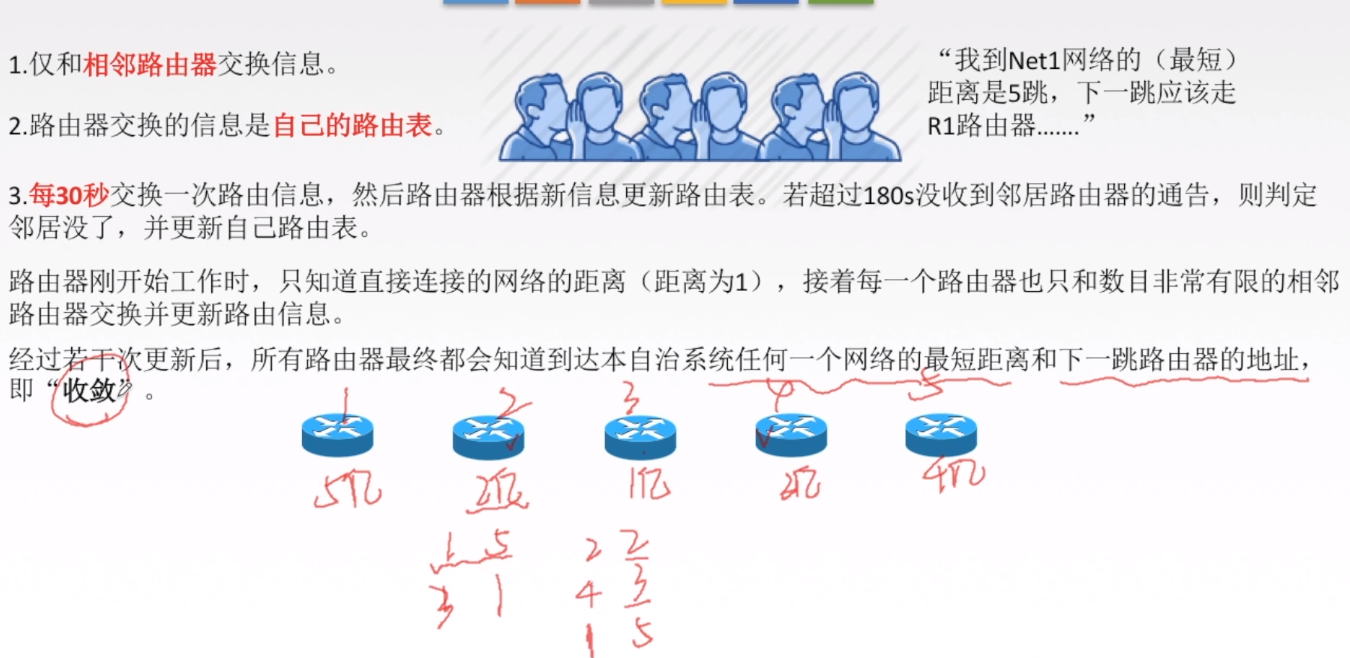 1.仅和相邻路由器交换信息。
2.路由器交换的信息是自己的路由表。
“我到Net1网络的（最短）
距离是5跳，下一跳应该走
R1路由器.......”
3.每30秒交换一次路由信息，然后路由器根据新信息更新路由表。若超过180s没收到邻居路由器的通告，则判定
邻居没了，并更新自己路由表。
路由器刚开始工作时，只知道直接连接的网络的距离（距离为1），接着每一个路由器也只和数目非常有限的相邻
路由器交换并更新路由信息。
经过若干次更新后，所有路由器最终都会知道到达本自治系统任何一个网络的最短距离和下一跳路由器的地址，
即“收敛”。
1 2 3 4 5
5亿 2亿 1亿 4亿
1 5 2 2
3 1 4 3
1 5